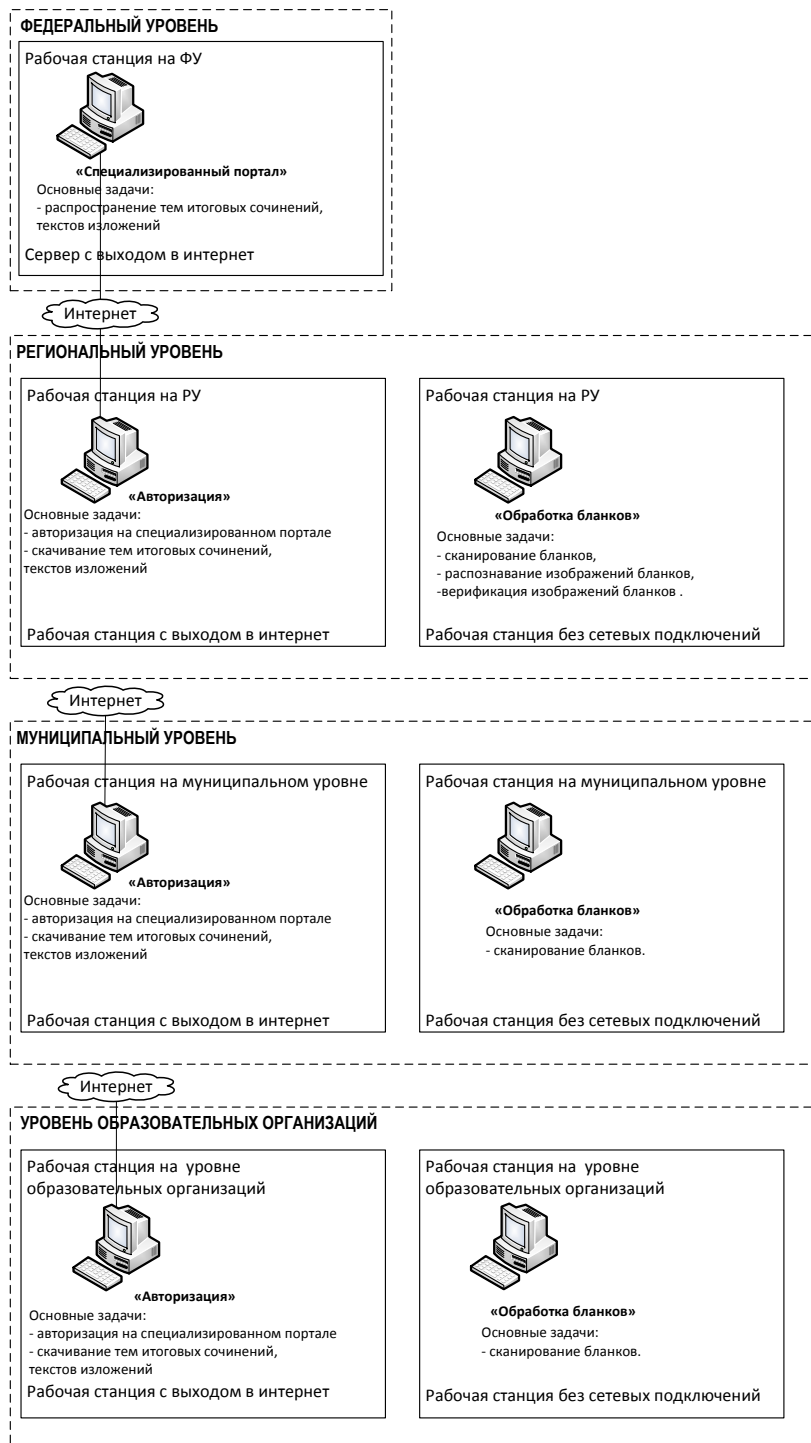 ФЕДЕРАЛЬНЫЙ УРОВЕНЬ
Рабочая станция на ФУ
«Специализированный портал»
Основные задачи:
- распростанение тем итоговых сочинений,
текстов изложений
Сервер с выходом в интернет
Интернет
РЕГИОНАЛЬНЫЙ УРОВЕНЬ
Рабочая станция на РУ
«Авторизация»
Основные задачи:
- авторизация на специализированном портале
- скачивание тем итоговых сочинений,
текстов изложений
Рабочая станция с выходом в интернет
Рабочая станция на РУ
«Обработка бланков»
Основные задачи:
- сканирование бланков,
- распознавание изображений бланков,
-верификация изображений бланков .
Рабочая станция без сетевых подключений
Интернет
МУНИЦИПАЛЬНЫЙ УРОВЕНЬ
Рабочая станция на муниципальном уровне
«Авторизация»
Основные задачи:
- авторизация на специализированном портале
- скачивание тем итоговых сочинений,
текстов изложений
Рабочая станция с выходом в интернет
Рабочая станция на муниципальном уровне
«Обработка бланков»
Основные задачи:
- сканирование бланков.
Рабочая станция без сетевых подключений
Интернет
УРОВЕНЬ ОБРАЗОВАТЕЛЬНЫХ ОРГАНИЗАЦИЙ
Рабочая станция на уровне
образовательных организаций
«Авторизация»
Основные задачи:
- авторизация на специализированном портале
- скачивание тем итоговых сочинений,
текстов изложений
Рабочая станция с выходом в интернет
Рабочая станция на уровне
образовательных организаций
«Обработка бланков»
Основные задачи:
- сканирование бланков.
Рабочая станция без сетевых подключений